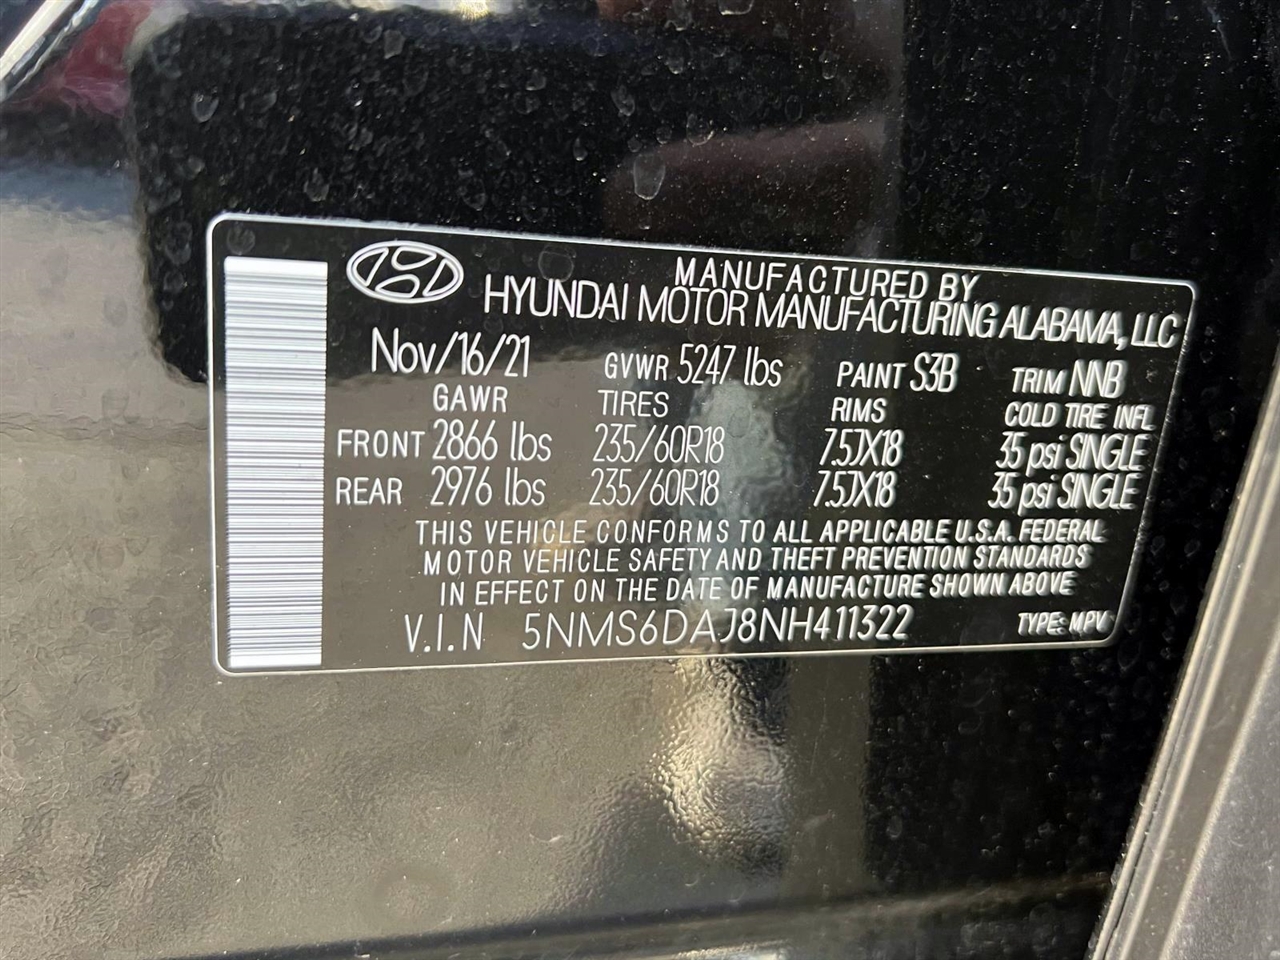 MANUFACTURED BY
HYUNDAI MOTOR MANUFACTURING ALABAMA, LLC
Nov/16/21 GVWR 5247 lbs PAINT S3B TRIM NNB
GAWR TIRES RIMS COLD TIRE INFL
FRONT 2866 lbs 235/60R18 7.5JX18 35 psi SINGLE
REAR 2976 lbs 235/60R18 7.5JX18 35 psi SINGLE
THIS VEHICLE CONFORMS TO ALL APPLICABLE U.S.A. FEDERAL
MOTOR VEHICLE SAFETY AND THEFT PREVENTION STANDARDS
IN EFFECT ON THE DATE OF MANUFACTURE SHOWN ABOVE
V.I.N 5NMS6DAJ8NH411322 TYPE: MPV